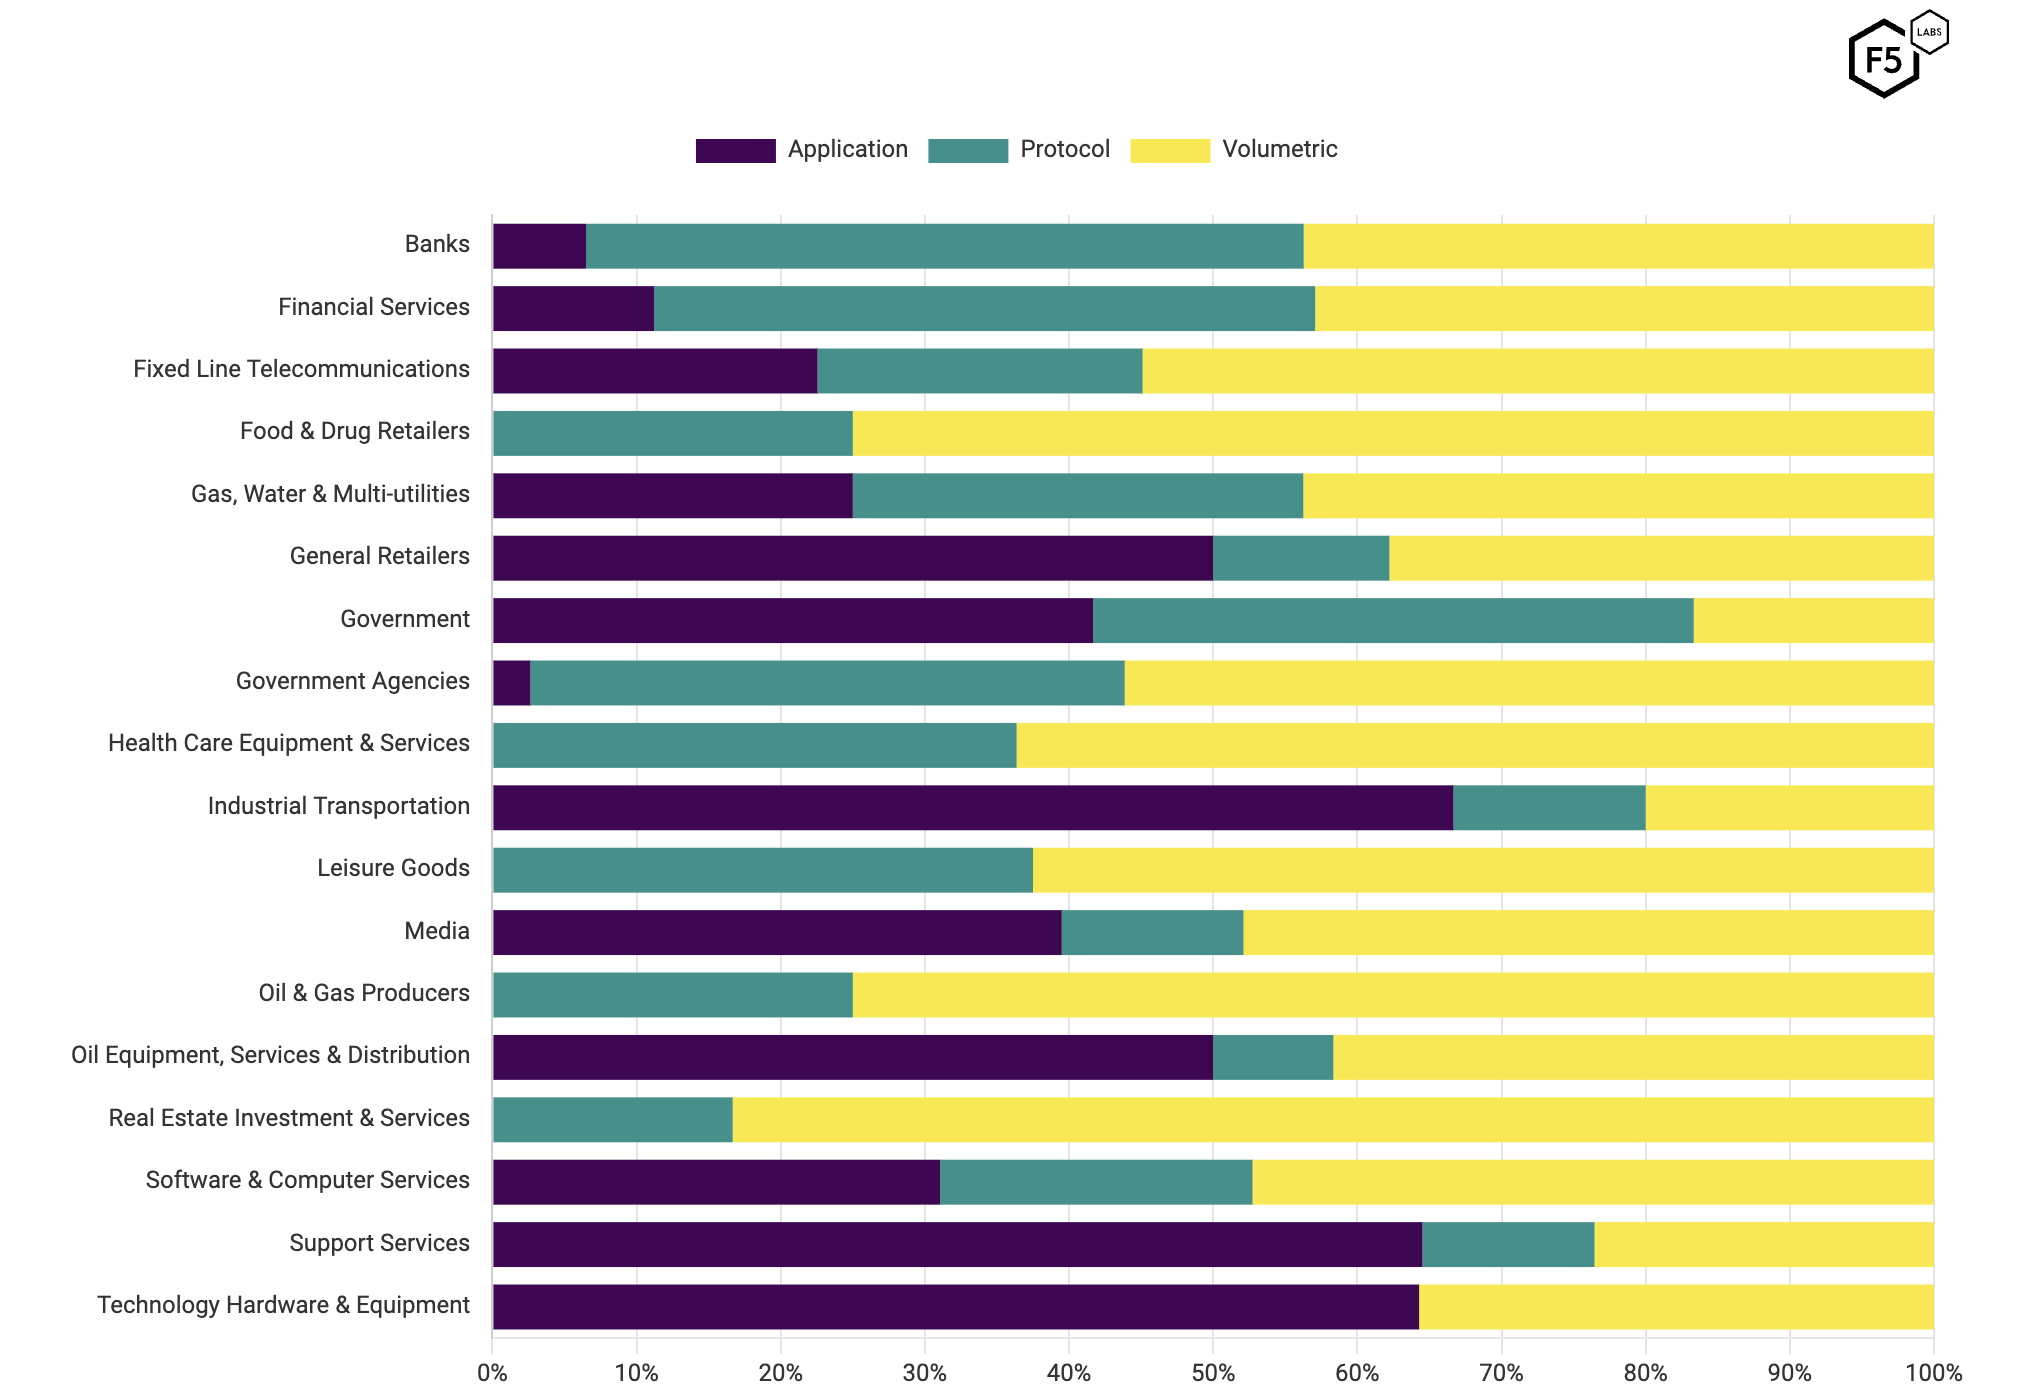 LABS
F5
Application Protocol Volumetric
Banks
Financial Services
Fixed Line Telecommunications
Food & Drug Retailers
Gas, Water & Multi-utilities
General Retailers
Government
Government Agencies
Health Care Equipment & Services
Industrial Transportation
Leisure Goods
Media
Oil & Gas Producers
Oil Equipment, Services & Distribution
Real Estate Investment & Services
Software & Computer Services
Support Services
Technology Hardware & Equipment
0% 10% 20% 30% 40% 50% 60% 70% 80% 90% 100%